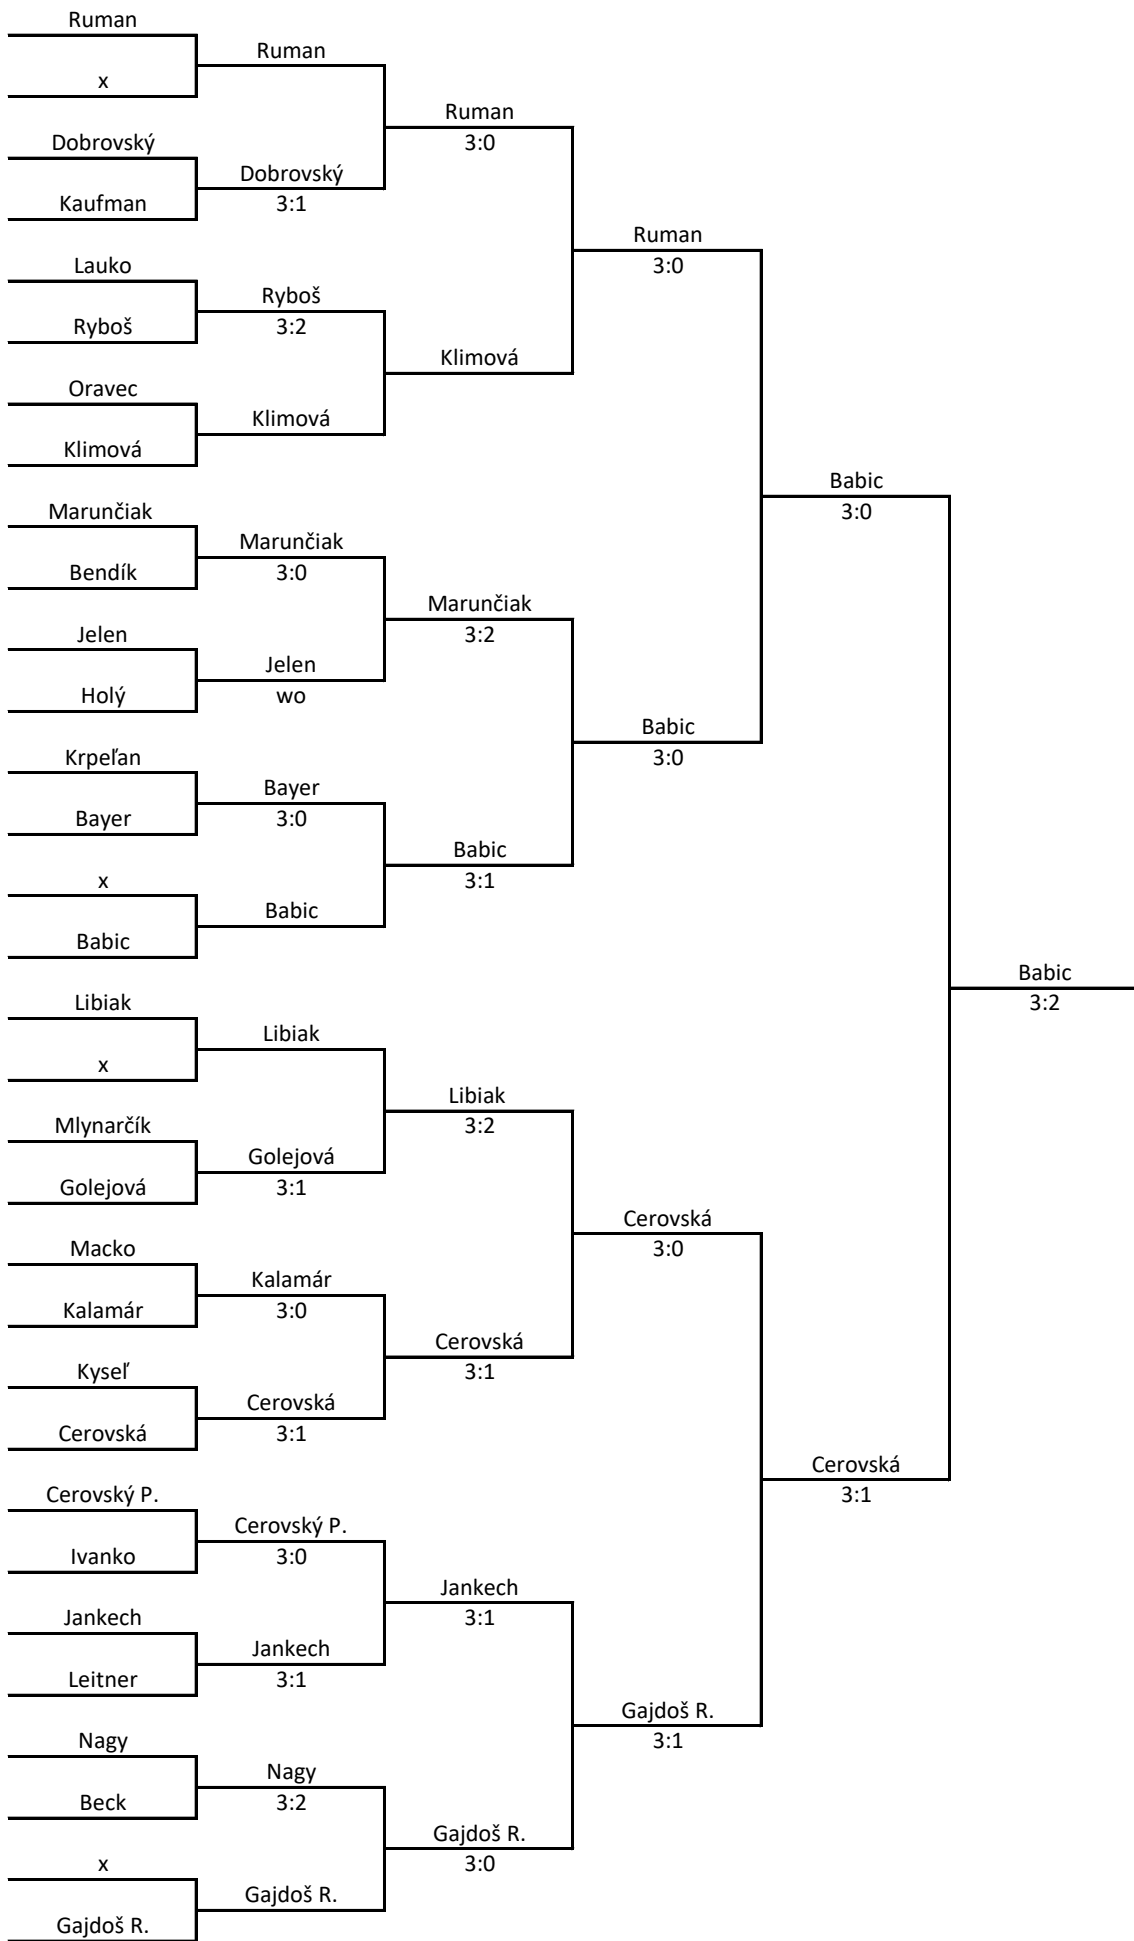 Ruman
x
Dobrovský
Kaufman
Lauko
Ryboš
Oravec
Klimová
Marunčiak
Bendík
Jelen
Holý
Krpeľan
Bayer
x
Babic
Libiak
x
Mlynarčík
Golejová
Macko
Kalamár
Kyseľ
Cerovská
Cerovský P.
Ivanko
Jankech
Leitner
Nagy
Beck
x
Gajdoš R.
Ruman
Dobrovský
3:1
Ryboš
3:2
Klimová
Marunčiak
3:0
Jelen
wo
Bayer
3:0
Babic
Libiak
Golejová
3:1
Kalamár
3:0
Cerovská
3:1
Cerovský P.
3:0
Jankech
3:1
Nagy
3:2
Gajdoš R.
Ruman
3:0
Klimová
Marunčiak
3:2
Babic
3:1
Libiak
3:2
Cerovská
3:1
Jankech
3:1
Gajdoš R.
3:0
Ruman
3:0
Babic
3:0
Cerovská
3:0
Gajdoš R.
3:1
Babic
3:0
Cerovská
3:1
Babic
3:2